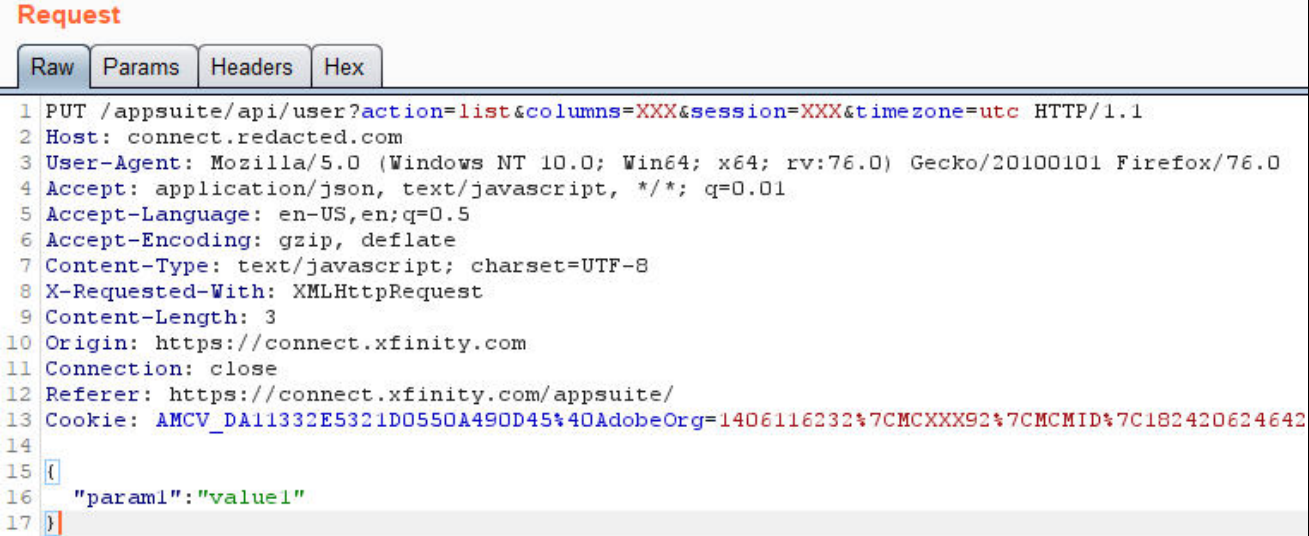 Request
Raw Params Headers Hex
1 PUT /appsuite/api/user?action=list&columns=XXX&session=XXX&timezone=utc HTTP/1.1
2 Host: connect.redacted.com
3 User-Agent: Mozilla/5.0 (Windows NT 10.0; Win64; x64; rv:76.0) Gecko/20100101 Firefox/76.0
4 Accept: application/json, text/javascript, */*; q=0.01
5 Accept-Language: en-US,en;q=0.5
6 Accept-Encoding: gzip, deflate
7 Content-Type: text/javascript; charset=UTF-8
8 X-Requested-With: XMLHttpRequest
9 Content-Length: 3
10 Origin: https://connect.xfinity.com
11 Connection: close
12 Referer: https://connect.xfinity.com/appsuite/
13 Cookie: AMCV_DA11332E5321D0550A490D45%40AdobeOrg=1406116232%7CMCXXX92%7CMCMID%7C182420624642
14
15 {
16 "param1":"value1"
17 }